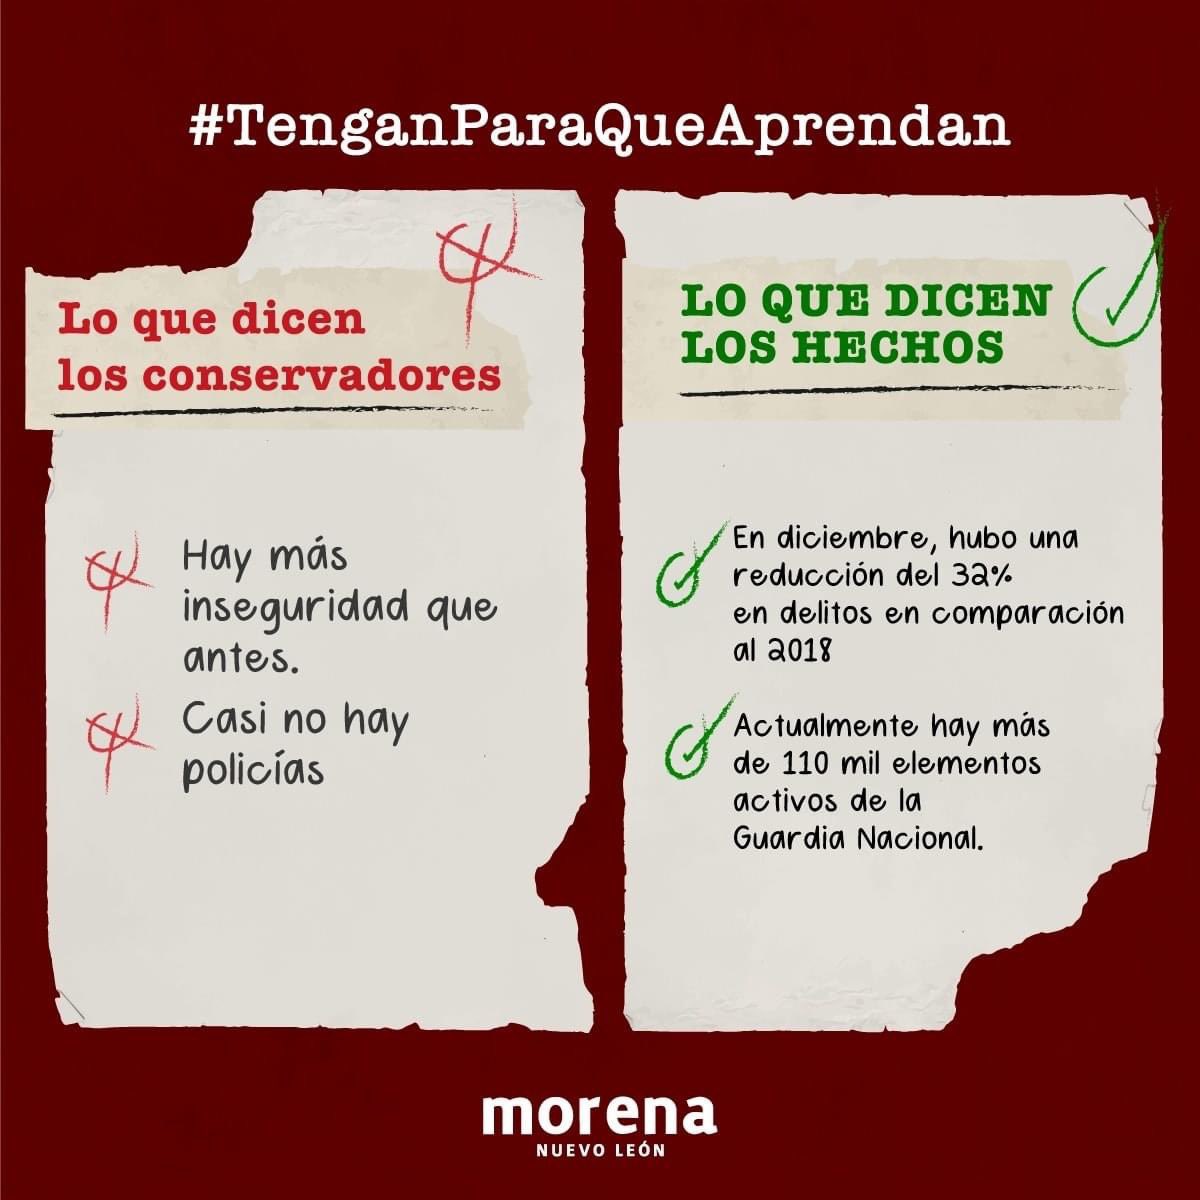 #TenganParaQueAprendan
Lo que dicen
los conservadores
Hay más
inseguridad que
antes.
Casi no hay
policías
LO QUE DICEN
LOS HECHOS
En diciembre, hubo una
reducción del 32%
en delitos en comparación
al 2018
Actualmente hay más
de 110 mil elementos
activos de la
Guardia Nacional.
morena
NUEVO LEÓN